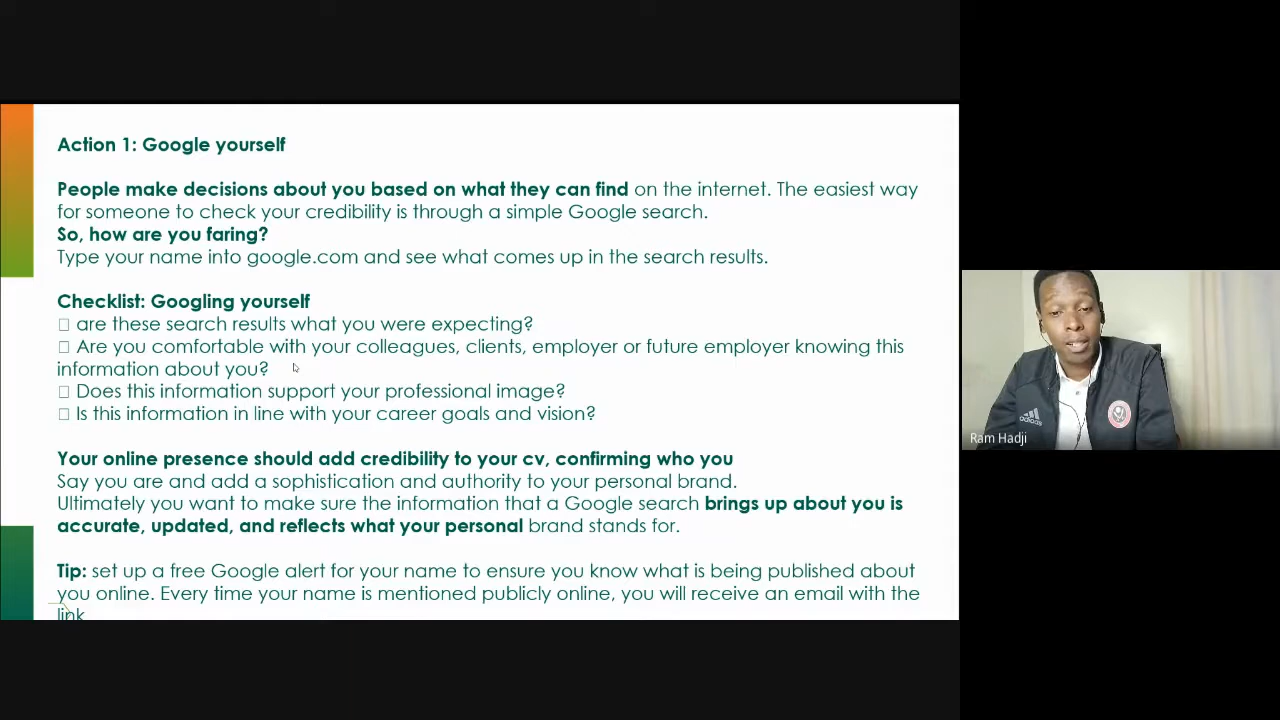 Action 1: Google yourself
People make decisions about you based on what they can find on the internet. The easiest way
for someone to check your credibility is through a simple Google search.
So, how are you faring?
Type your name into google.com and see what comes up in the search results.
Checklist: Googling yourself
□ are these search results what you were expecting?
□ Are you comfortable with your colleagues, clients, employer or future employer knowing this
information about you?
□ Does this information support your professional image?
□ Is this information in line with your career goals and vision?
Your online presence should add credibility to your cv, confirming who you
Say you are and add a sophistication and authority to your personal brand.
Ultimately you want to make sure the information that a Google search brings up about you is
accurate, updated, and reflects what your personal brand stands for.
Tip: set up a free Google alert for your name to ensure you know what is being published about
you online. Every time your name is mentioned publicly online, you will receive an email with the
link
adidas
Ram Hadji